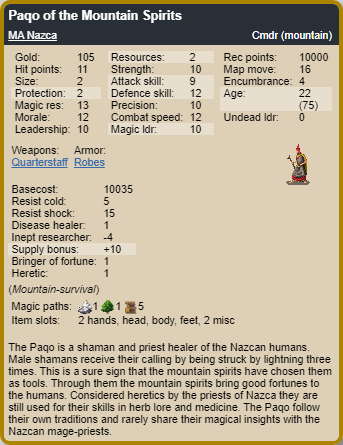 Paqo of the Mountain Spirits
MA Nazca Cmdr (mountain)
Gold: 105 Resources: 2 Rec points: 10000
Hit points: 11 Strength: 10 Map move: 16
Size: 2 Attack skill: 9 Encumbrance: 4
Protection: 2 Defence skill: 12 Age: 22
Magic res: 13 Precision: 10 (75)
Morale: 12 Combat speed: 12 Undead ldr: 0
Leadership: 10 Magic ldr: 10
Weapons: Armor:
Quarterstaff Robes
Basecost: 10035
Resist cold: 5
Resist shock: 15
Disease healer: 1
Inept researcher: -4
Supply bonus: +10
Bringer of fortune: 1
Heretic: 1
(Mountain-survival)
Magic paths: 1 1 5
Item slots: 2 hands, head, body, feet, 2 misc
The Paqo is a shaman and priest healer of the Nazcan humans.
Male shamans receive their calling by being struck by lightning three
times. This is a sure sign that the mountain spirits have chosen them
as tools. Through them the mountain spirits bring good fortunes to
the humans. Considered heretics by the priests of Nazca they are
still used for their skills in herb lore and medicine. The Paqo follow
their own traditions and rarely share their magical insights with the
Nazcan mage-priests.